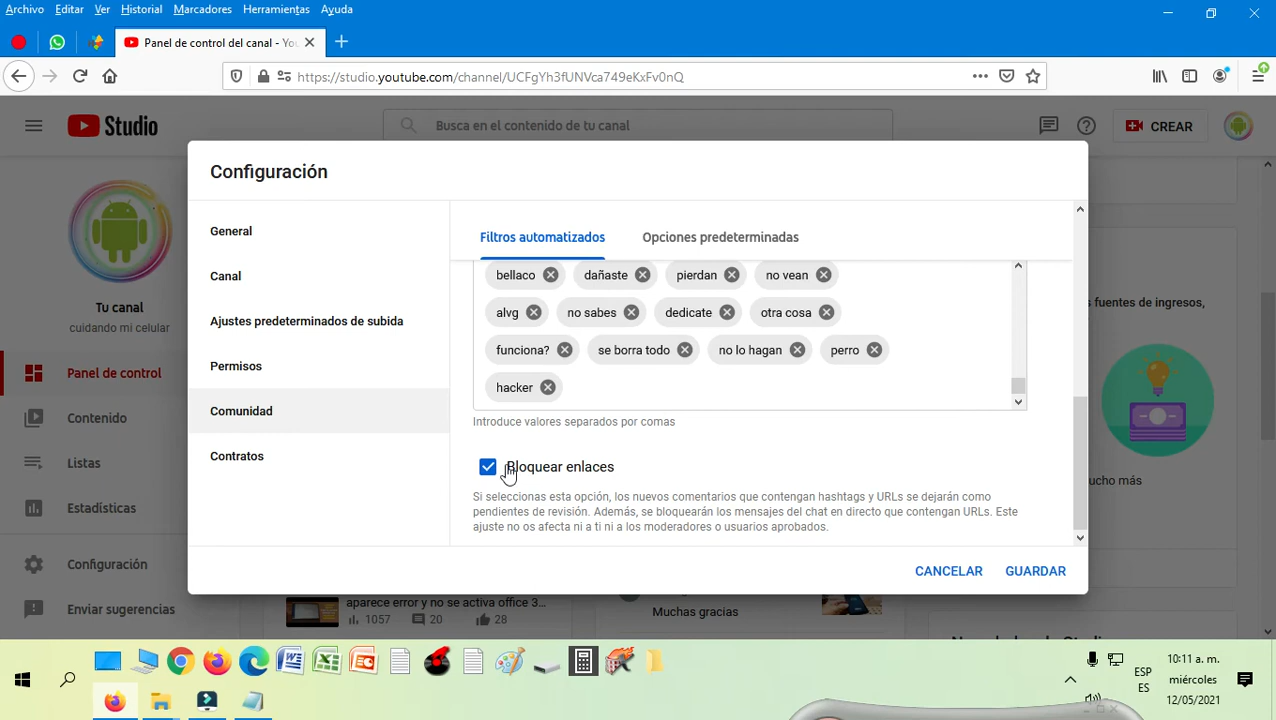 Archivo Editar Ver Historial Marcadores Herramientas Ayuda
Panel de control del canal - You
https://studio.youtube.com/channel/UCFgYh3fUNVca749eKxFv0nQ
Studio
Busca en el contenido de tu canal
CREAR
Configuración
General
Canal
Ajustes predeterminados de subida
Permisos
Comunidad
Contratos
Filtros automatizados Opciones predeterminadas
bellaco dañaste pierdan no vean
alvg no sabes dedicate otra cosa
funciona? se borra todo no lo hagan perro
hacker
Introduce valores separados por comas
Bloquear enlaces
Si seleccionas esta opción, los nuevos comentarios que contengan hashtags y URLs se dejarán como
pendientes de revisión. Además, se bloquearán los mensajes del chat en directo que contengan URLs. Este
ajuste no os afecta ni a ti ni a los moderadores o usuarios aprobados.
CANCELAR GUARDAR
Tu canal
cuidando mi celular
Panel de control
Contenido
Listas
Estadísticas
Configuración
Enviar sugerencias
s fuentes de ingresos,
ucho más
aparece error y no se activa office 3...
1057 20 28
Muchas gracias
ESP
ES
10:11 a. m.
miércoles
12/05/2021